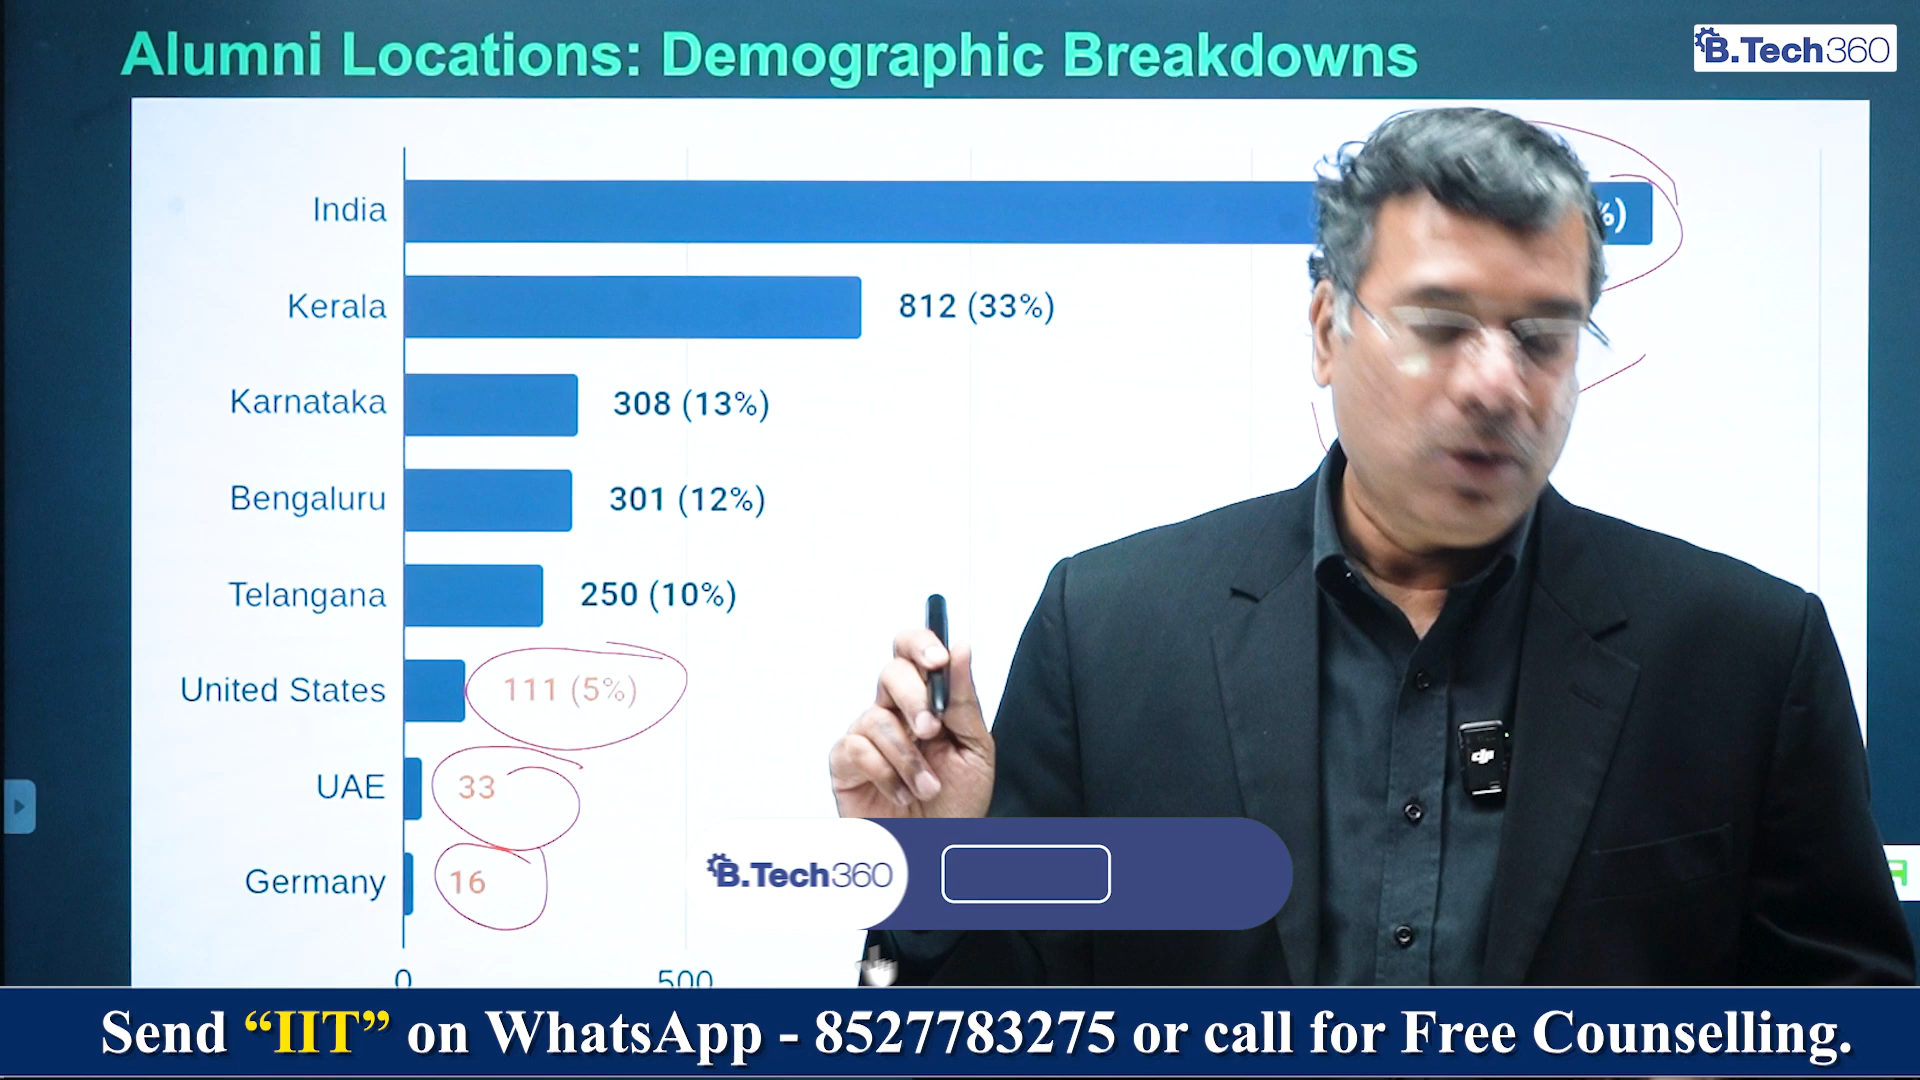 Alumni Locations: Demographic Breakdowns
B.Tech360
India
%)
Kerala
812 (33%)
Karnataka
308 (13%)
Bengaluru
301 (12%)
Telangana
250 (10%)
United States
111 (5%)
UAE
33
Germany
16
B.Tech360
0
500
Send “IIT” on WhatsApp - 8527783275 or call for Free Counselling.